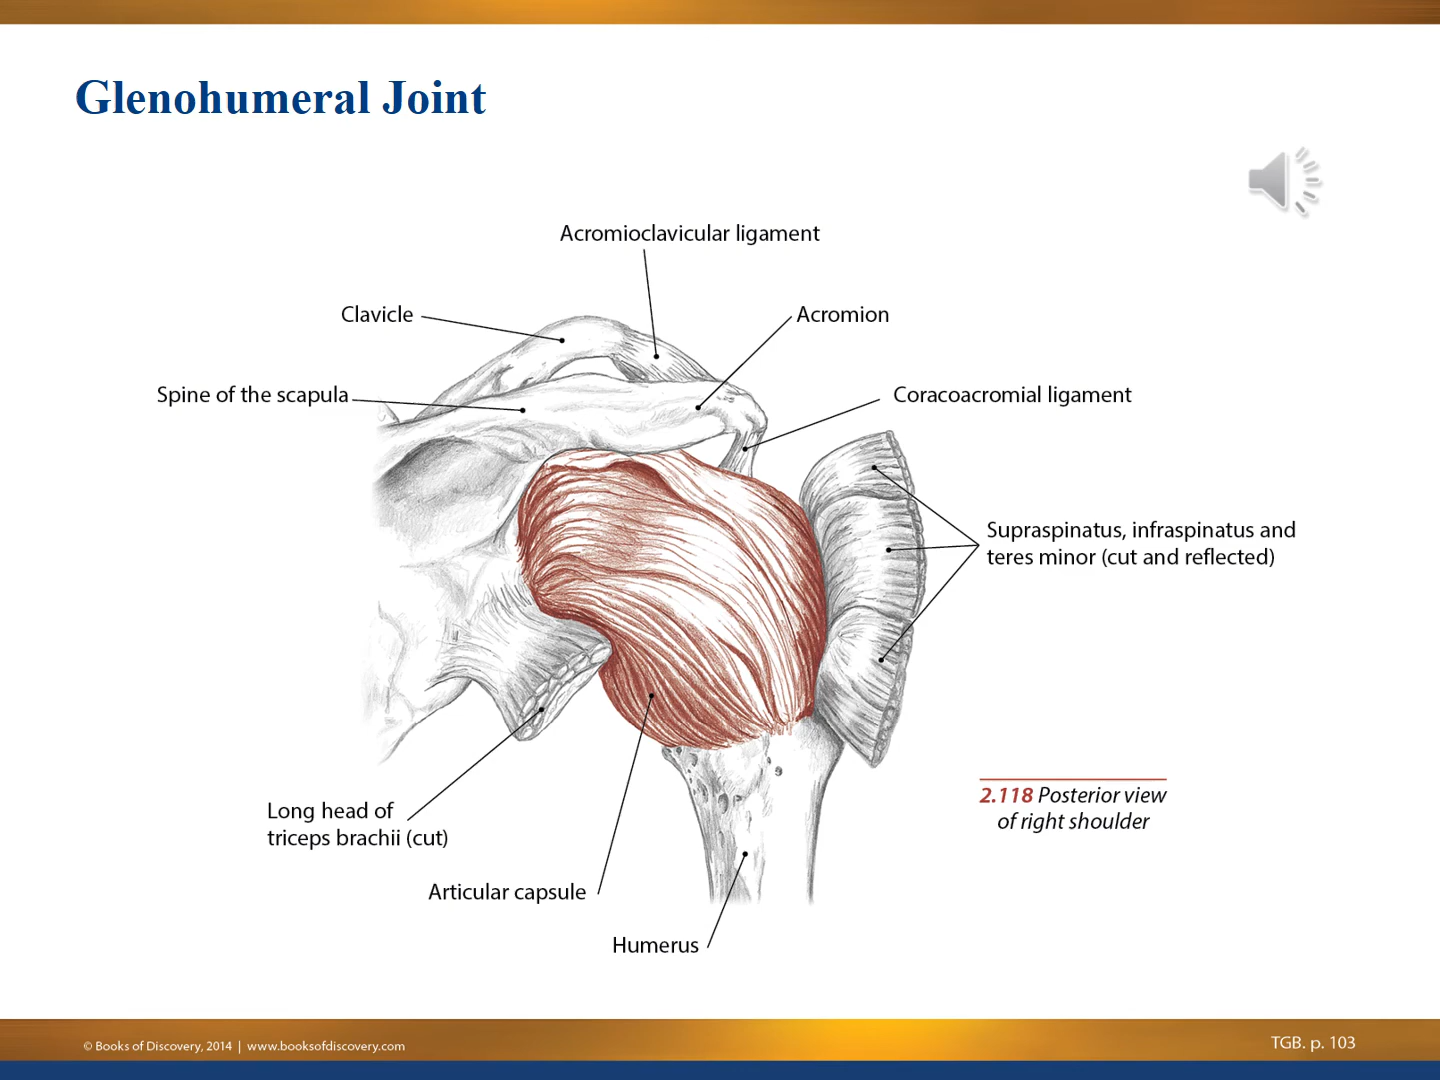 Glenohumeral Joint
Acromioclavicular ligament
Clavicle
Acromion
Spine of the scapula
Coracoacromial ligament
Supraspinatus, infraspinatus and
teres minor (cut and reflected)
2.118 Posterior view
of right shoulder
Long head of
triceps brachii (cut)
Articular capsule
Humerus
© Books of Discovery, 2014 | www.booksofdiscovery.com
TGB. p. 103